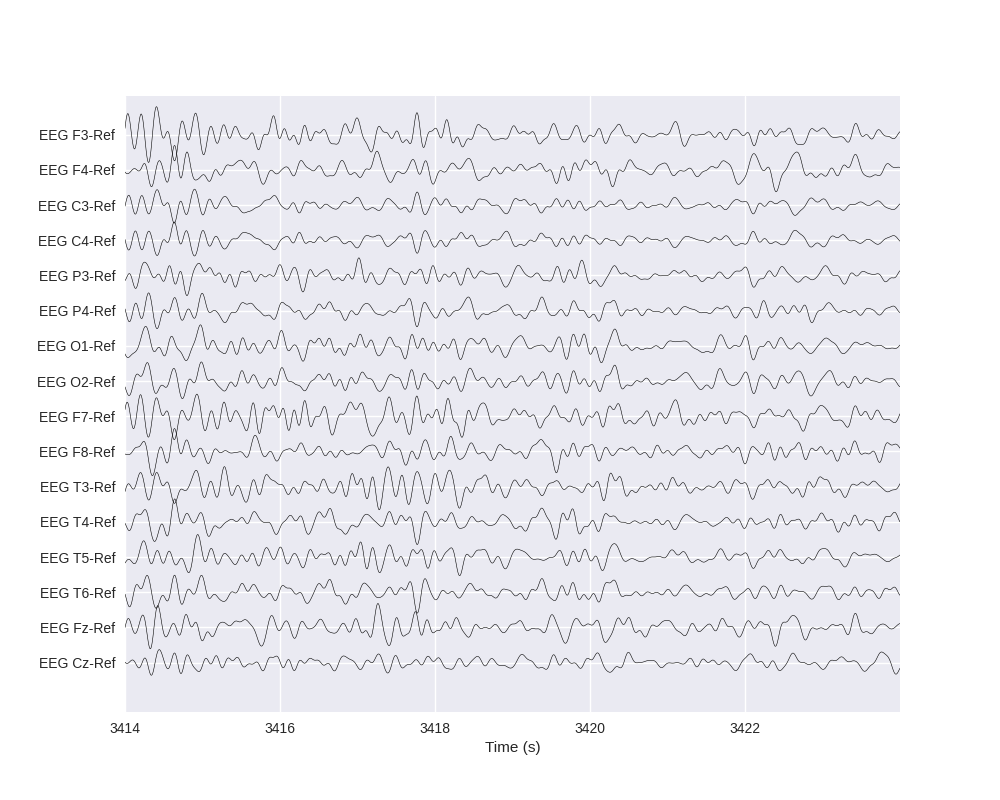 EEG F3-Ref
EEG F4-Ref
EEG C3-Ref
EEG C4-Ref
EEG P3-Ref
EEG P4-Ref
EEG O1-Ref
EEG O2-Ref
EEG F7-Ref
EEG F8-Ref
EEG T3-Ref
EEG T4-Ref
EEG T5-Ref
EEG T6-Ref
EEG Fz-Ref
EEG Cz-Ref
3414 3416 3418 3420 3422
Time (s)